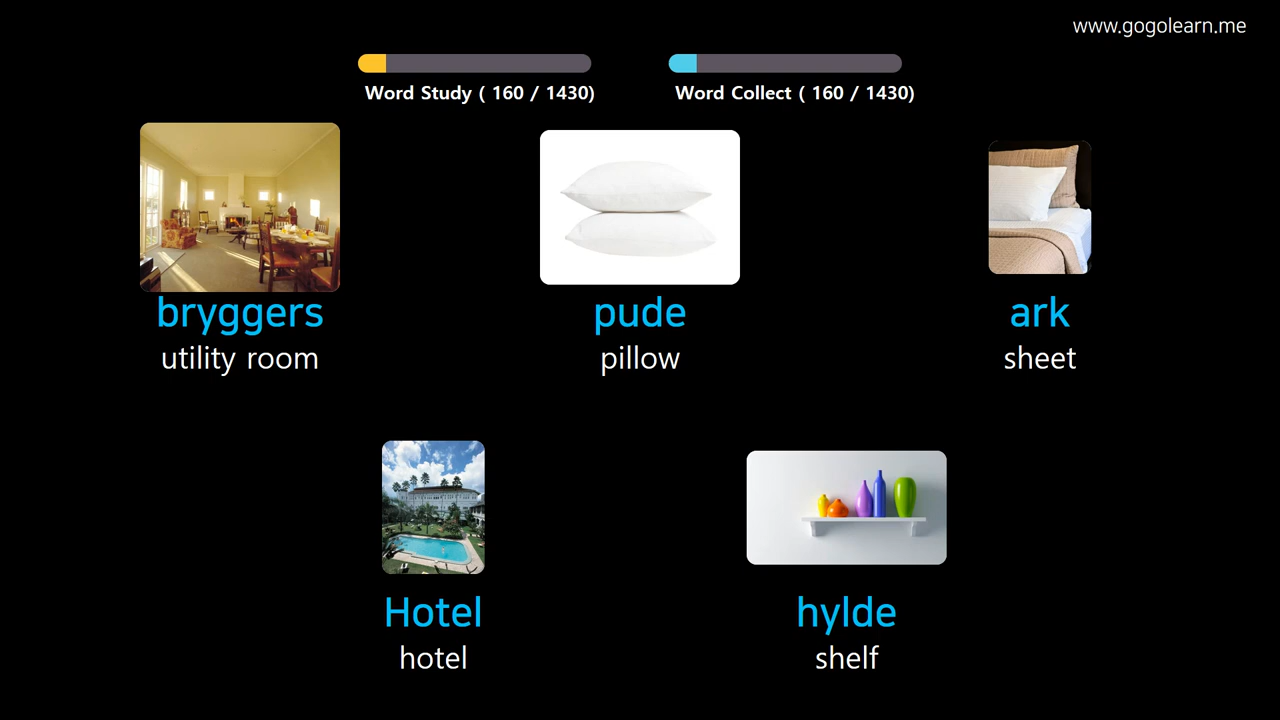 www.gogolearn.me
Word Study ( 160 / 1430)
Word Collect ( 160 / 1430)
bryggers
utility room
pude
pillow
ark
sheet
Hotel
hotel
hylde
shelf